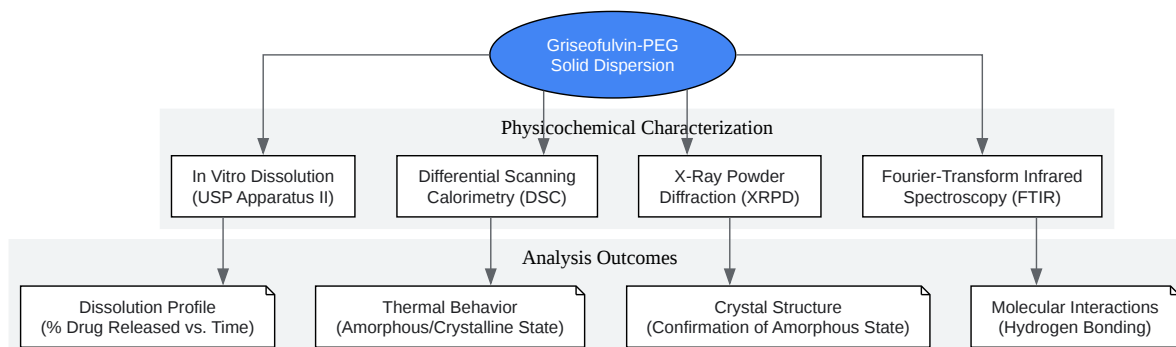 Griseofulvin-PEG
Solid Dispersion
Physicochemical Characterization
In Vitro Dissolution
(USP Apparatus II)
Differential Scanning
Calorimetry (DSC)
X-Ray Powder
Diffraction (XRPD)
Fourier-Transform Infrared
Spectroscopy (FTIR)
Analysis Outcomes
Dissolution Profile
(% Drug Released vs. Time)
Thermal Behavior
(Amorphous/Crystalline State)
Crystal Structure
(Confirmation of Amorphous State)
Molecular Interactions
(Hydrogen Bonding)